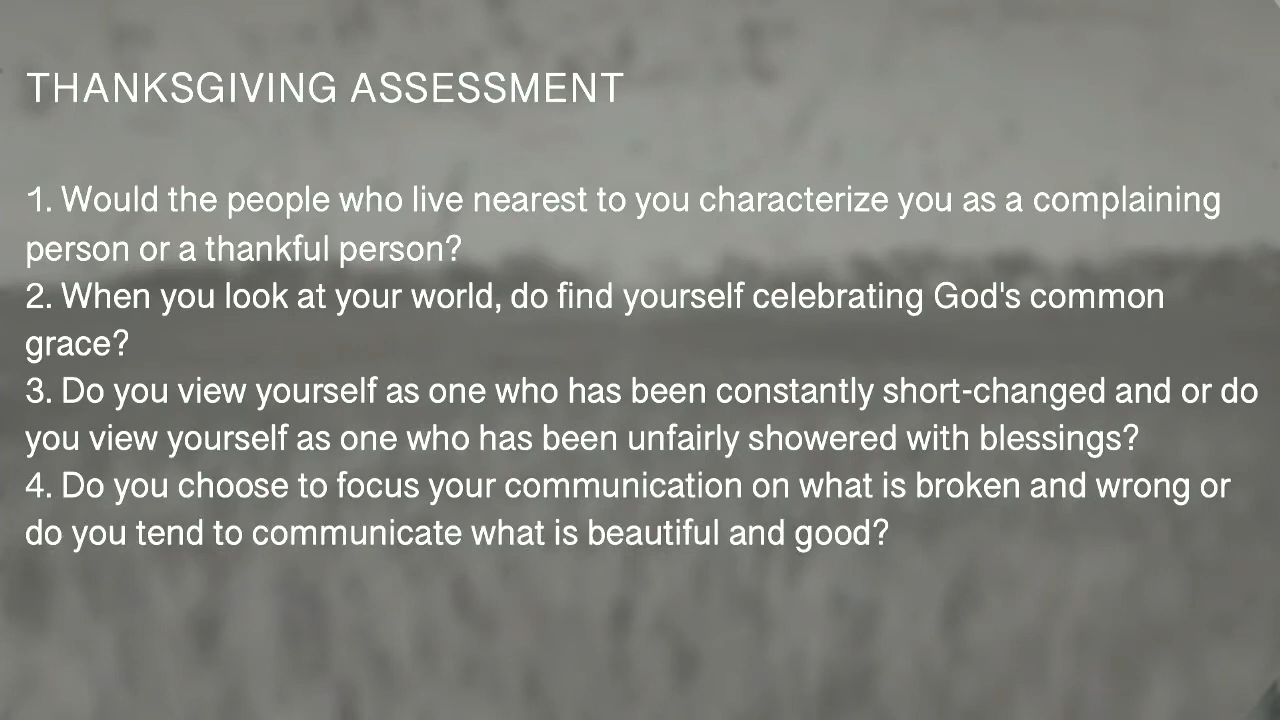 THANKSGIVING ASSESSMENT
1. Would the people who live nearest to you characterize you as a complaining
person or a thankful person?
2. When you look at your world, do find yourself celebrating God's common
grace?
3. Do you view yourself as one who has been constantly short-changed and or do
you view yourself as one who has been unfairly showered with blessings?
4. Do you choose to focus your communication on what is broken and wrong or
do you tend to communicate what is beautiful and good?